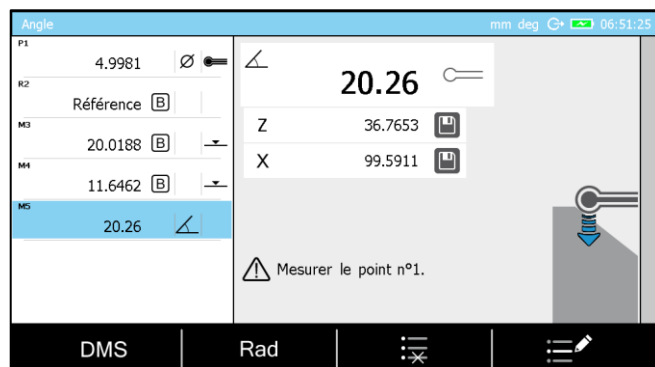 Angle
mm deg 06:51:25
P1
4.9981 Ø
R2
Référence B
M3
20.0188 B
M4
11.6462 B
M5
20.26
20.26
Z 36.7653
X 99.5911
Mesurer le point n°1.
DMS Rad